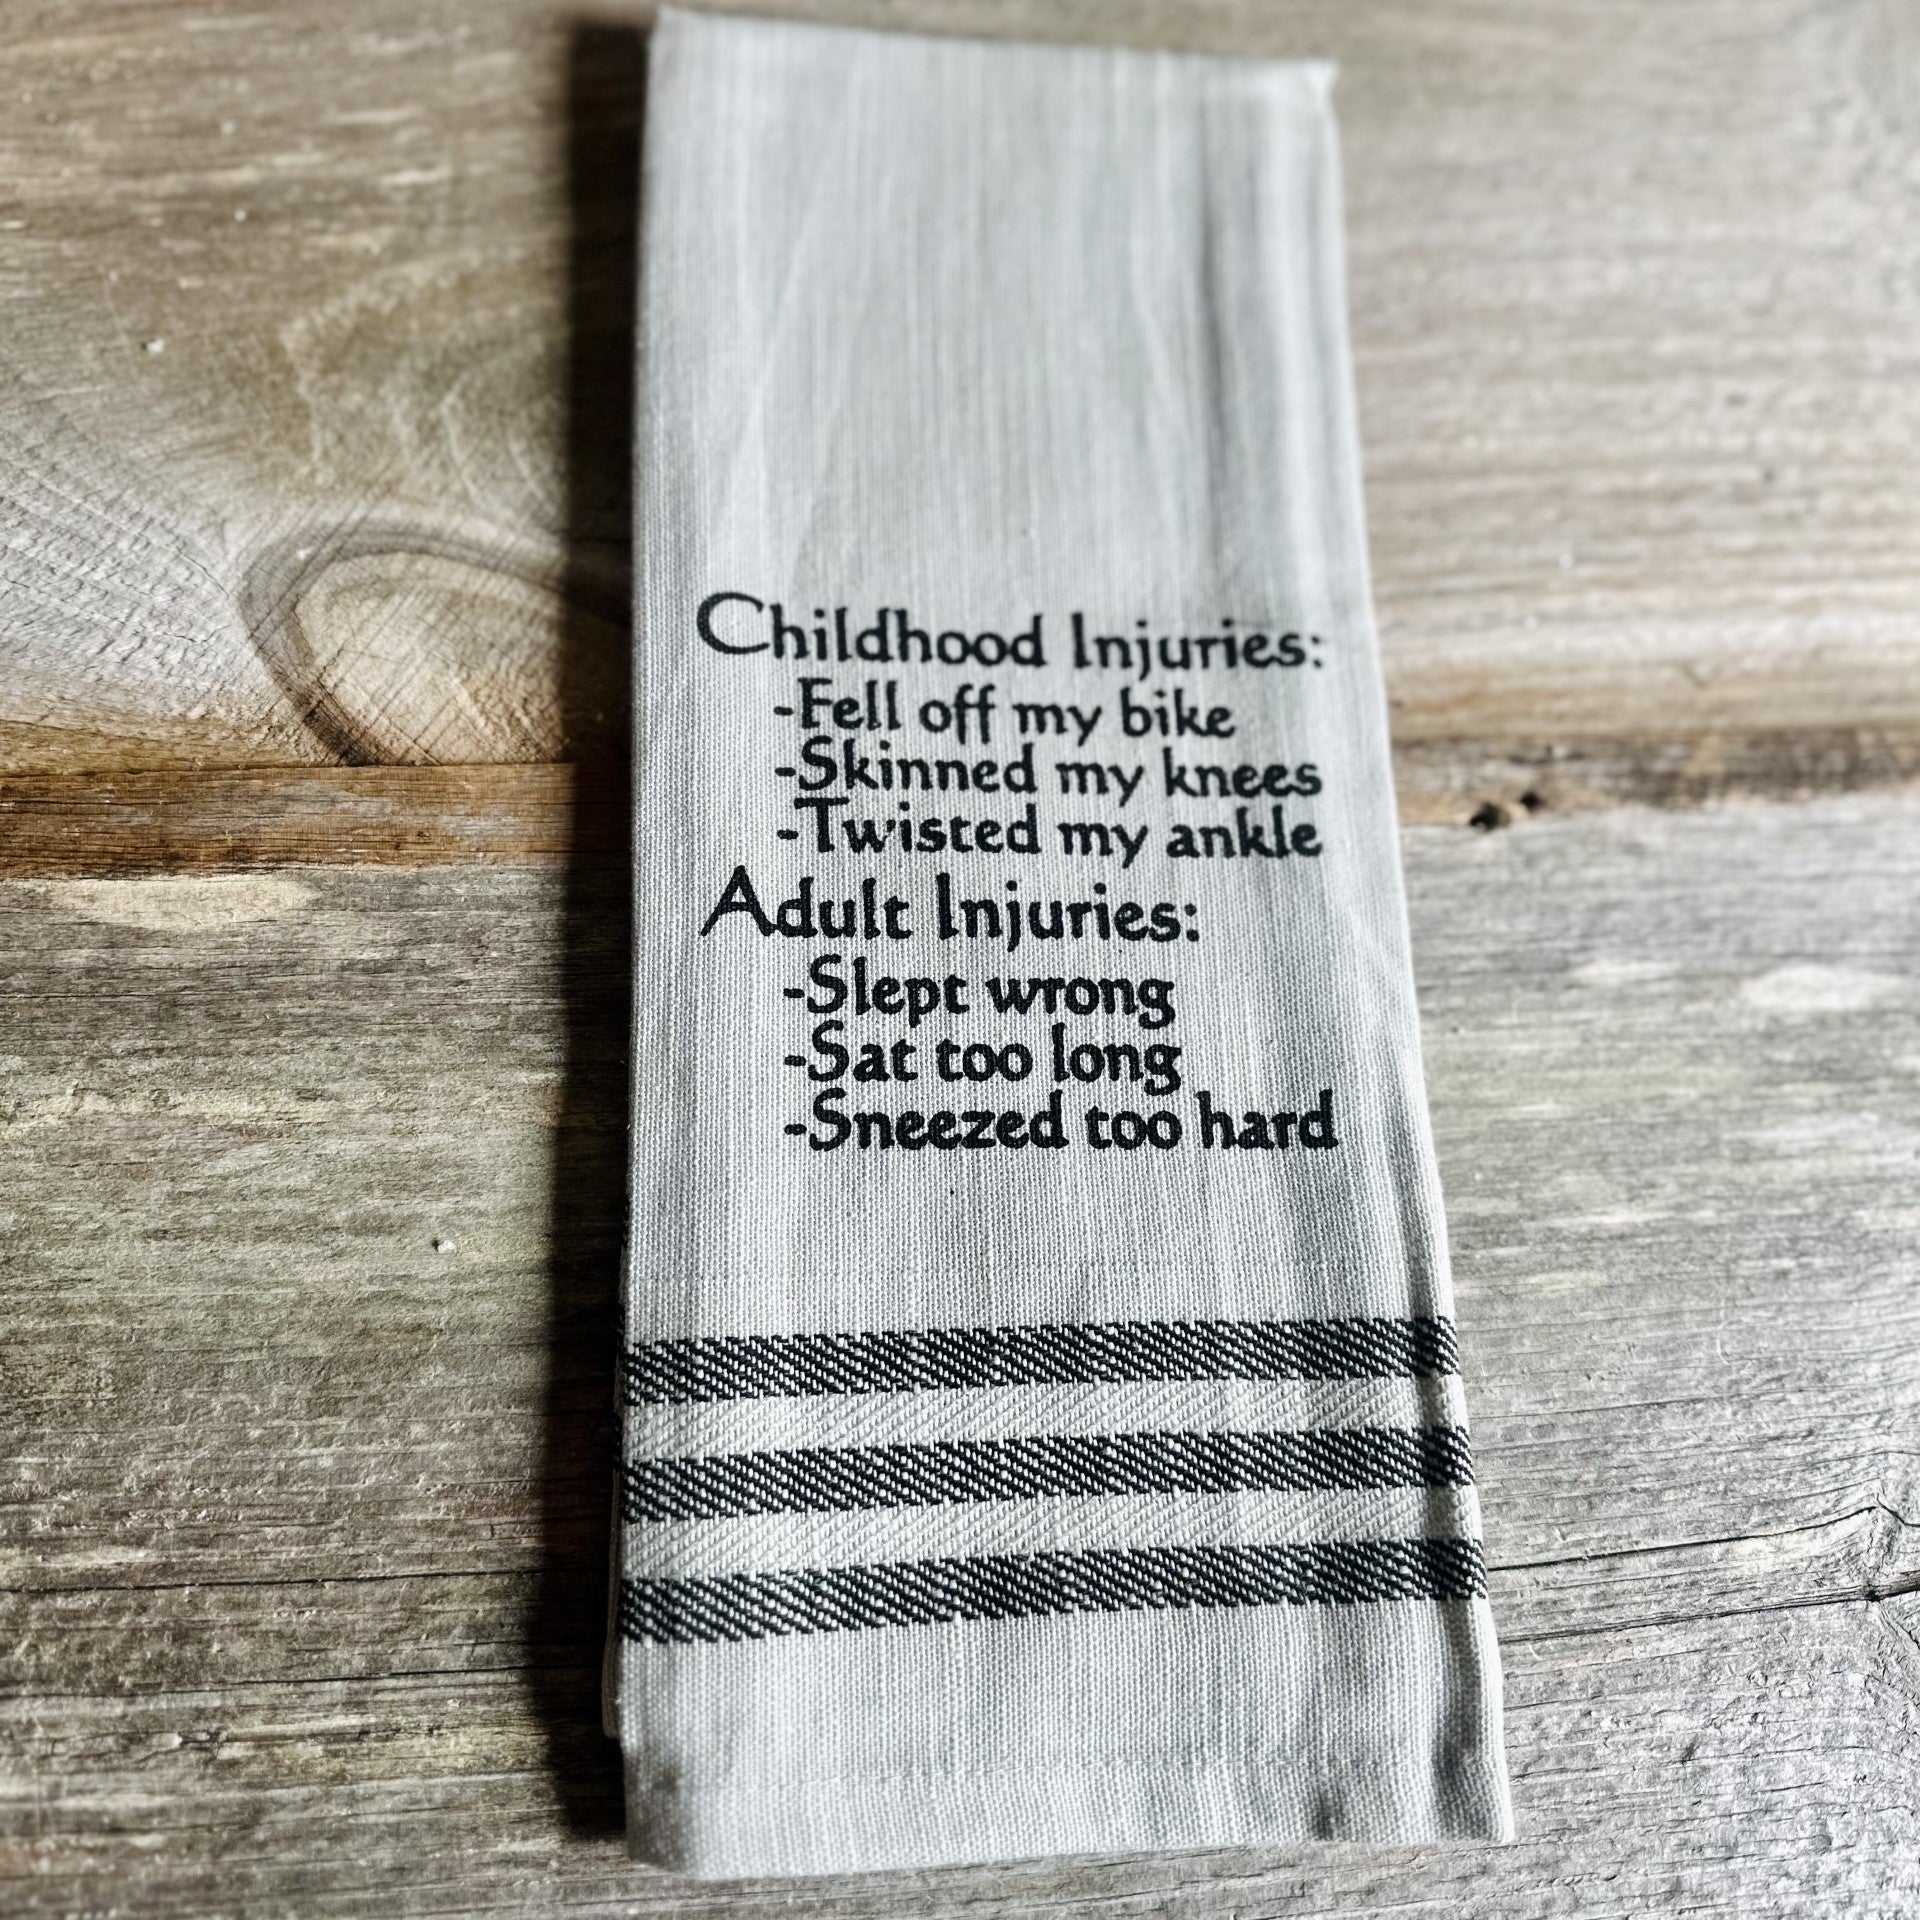 Childhood Injuries:
-Fell off my bike
-Skinned my knees
-Twisted my ankle
Adult Injuries:
-Slept wrong
-Sat too long
-Sneezed too hard